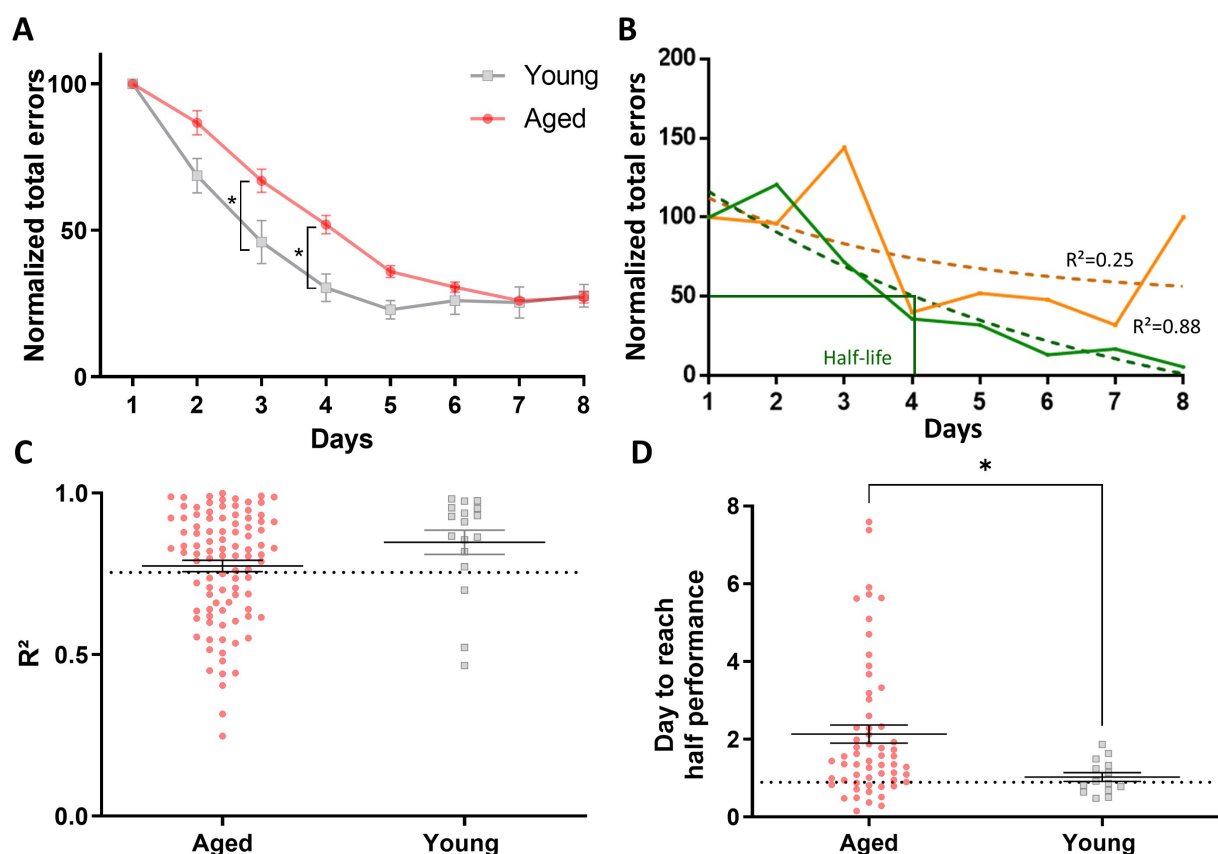 A
Normalized total errors
100
50
0
*
*
Young
Aged
1 2 3 4 5 6 7 8
Days
B
Normalized total errors
200
150
100
50
0
R²=0.25
R²=0.88
Half-life
1 2 3 4 5 6 7 8
Days
C
R²
1.0
0.5
0.0
Aged Young
D
Day to reach
half performance
*
8
6
4
2
0
Aged Young